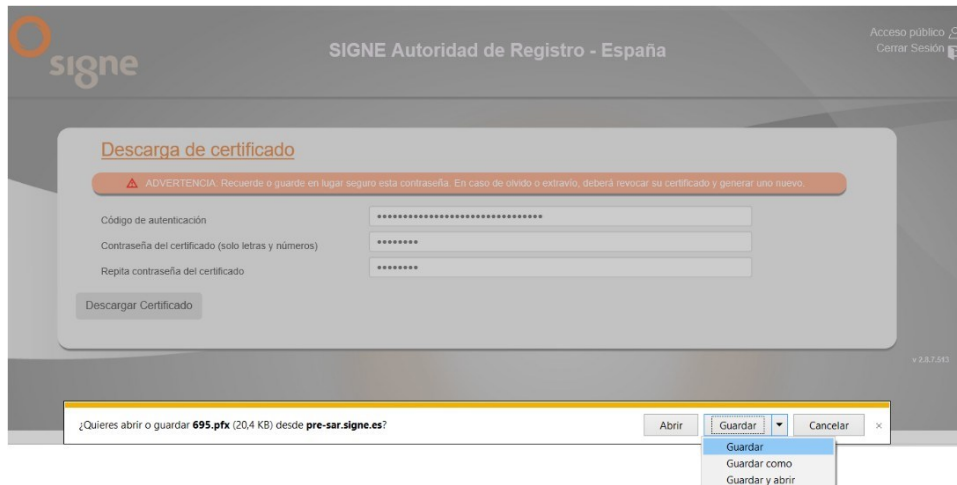 signe
SIGNE Autoridad de Registro - España
Acceso público
Cerrar Sesión
Descarga de certificado
ADVERTENCIA: Recuerde o guarde en lugar seguro esta contraseña. En caso de olvido o extravío, deberá revocar su certificado y generar uno nuevo.
Código de autenticación
Contraseña del certificado (solo letras y números)
Repita contraseña del certificado
Descargar Certificado
¿Quieres abrir o guardar 695.pfx (20,4 KB) desde pre-sar.signe.es?
Abrir
Guardar
Cancelar
Guardar
Guardar como
Guardar y abrir